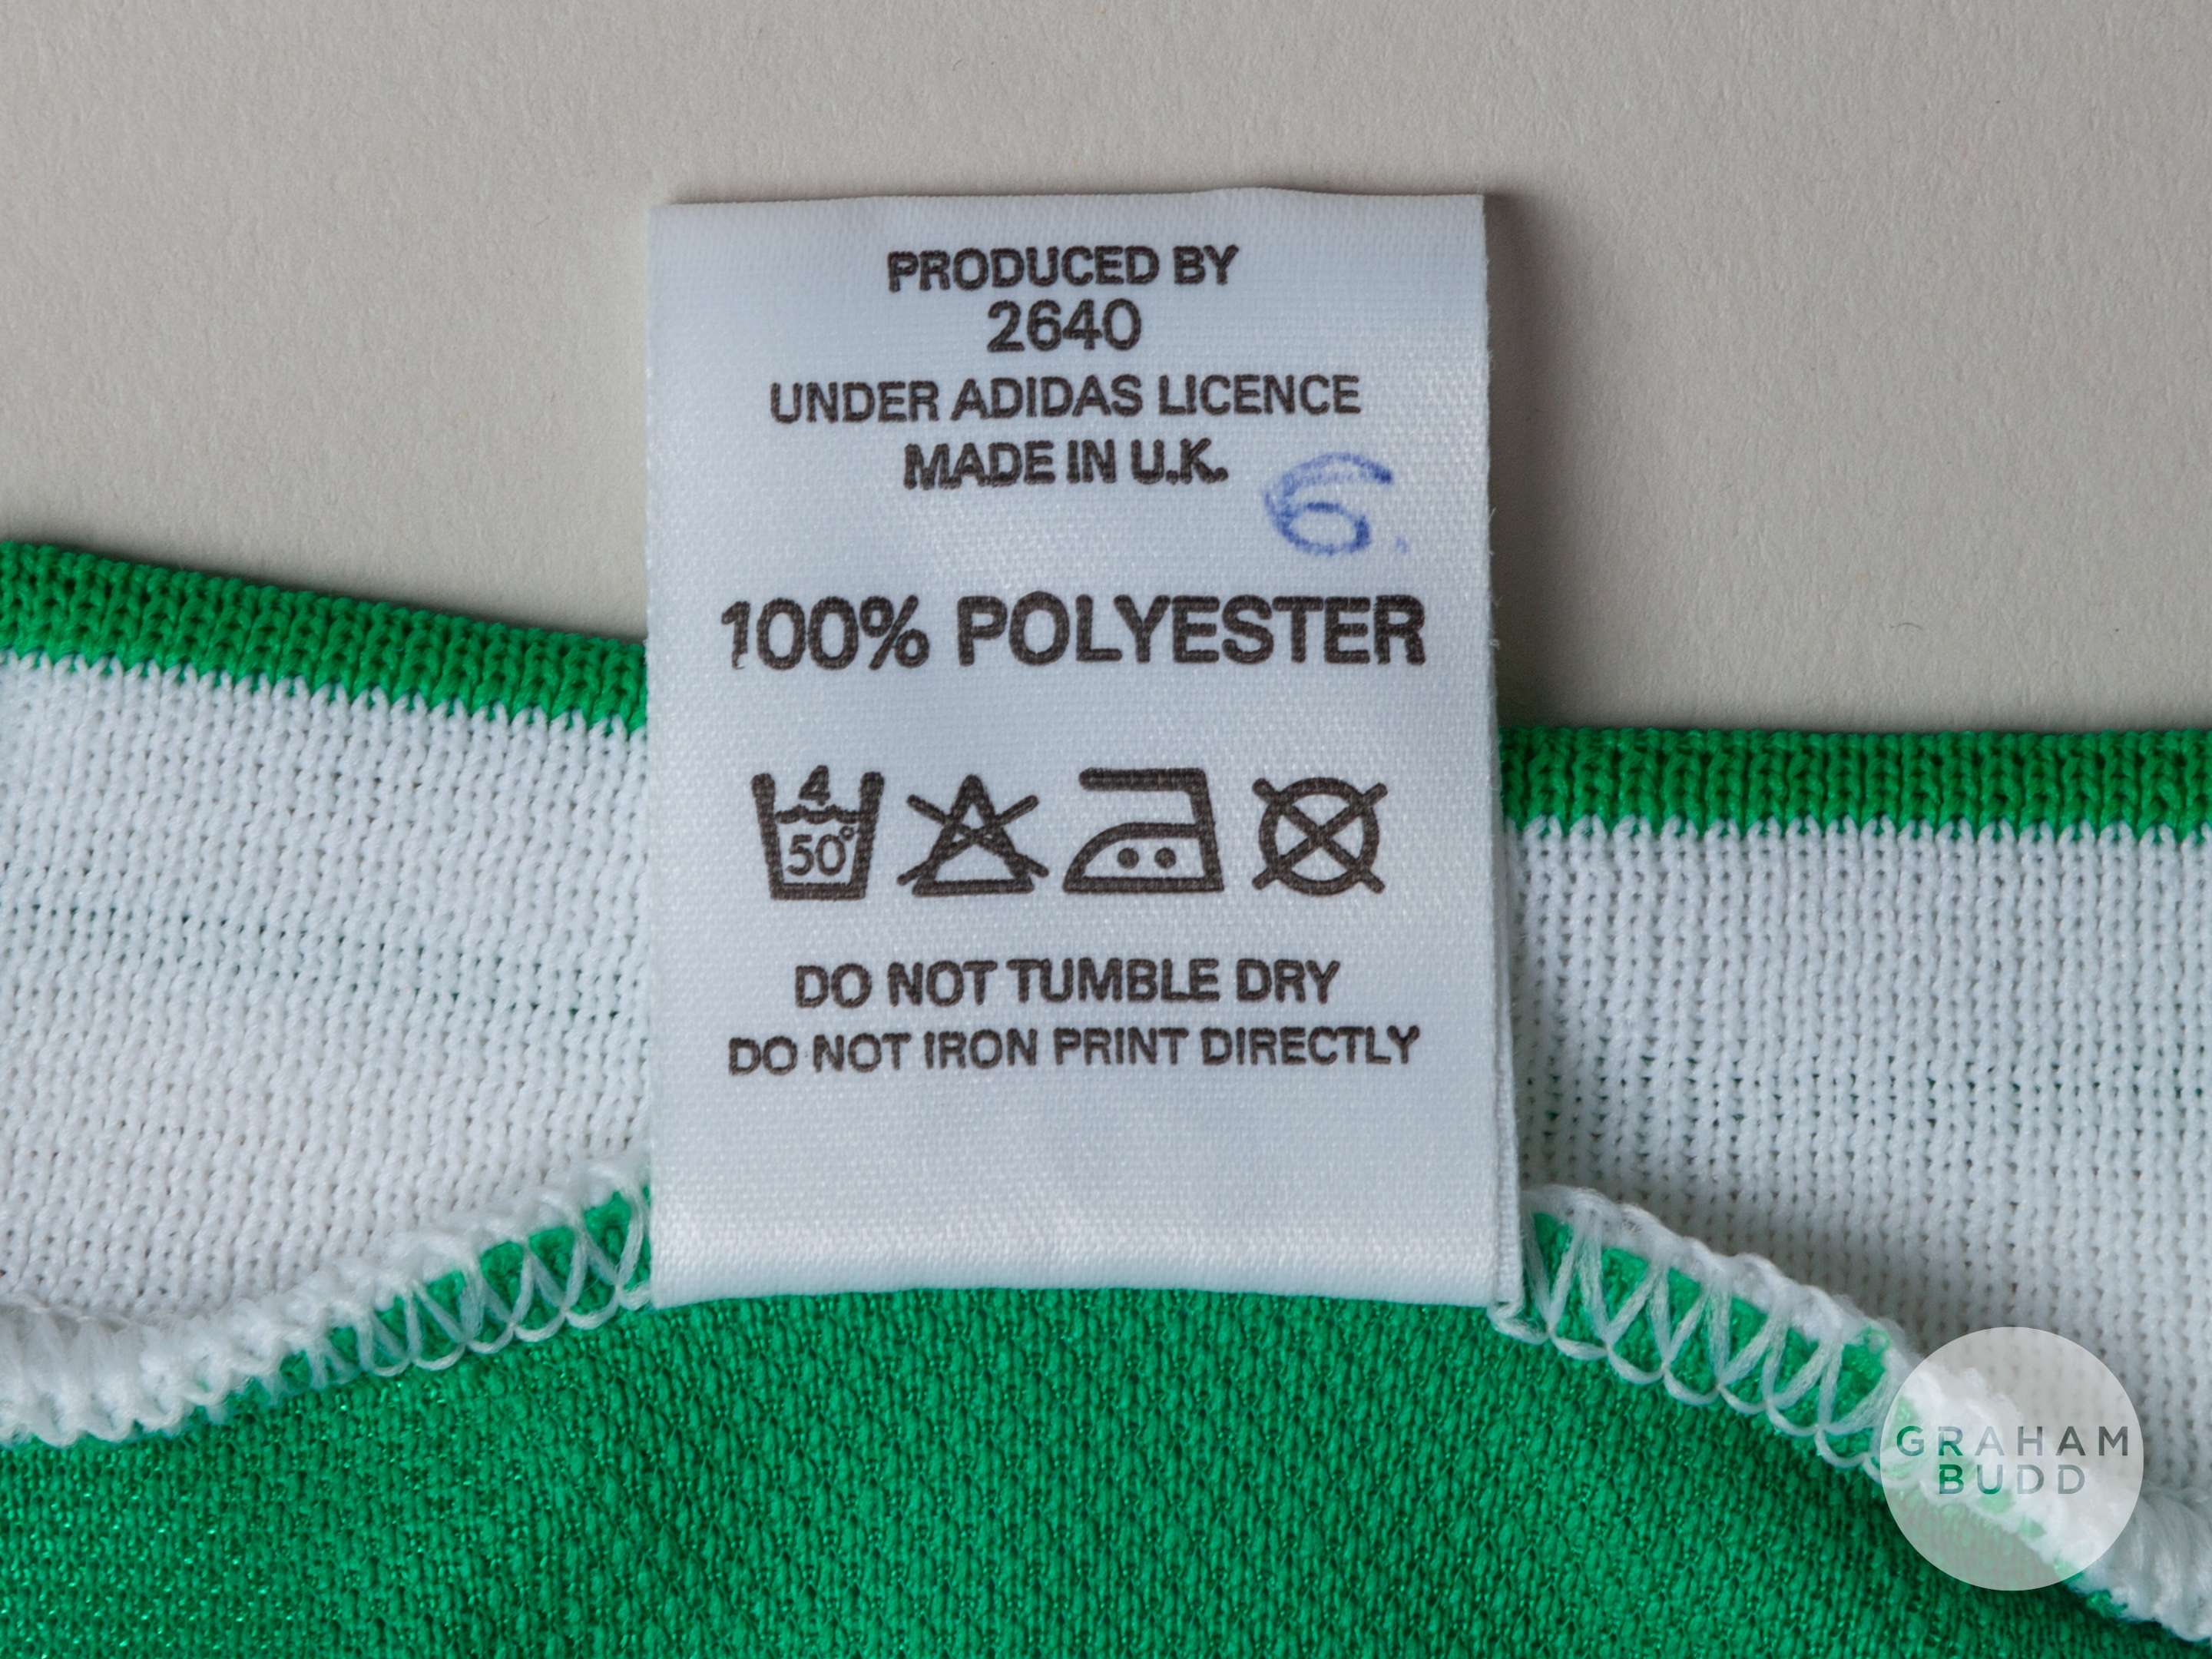 PRODUCED BY
2640
UNDER ADIDAS LICENCE
MADE IN U.K.
6.
100% POLYESTER
4
50°
DO NOT TUMBLE DRY
DO NOT IRON PRINT DIRECTLY
GRAHAM
BUDD